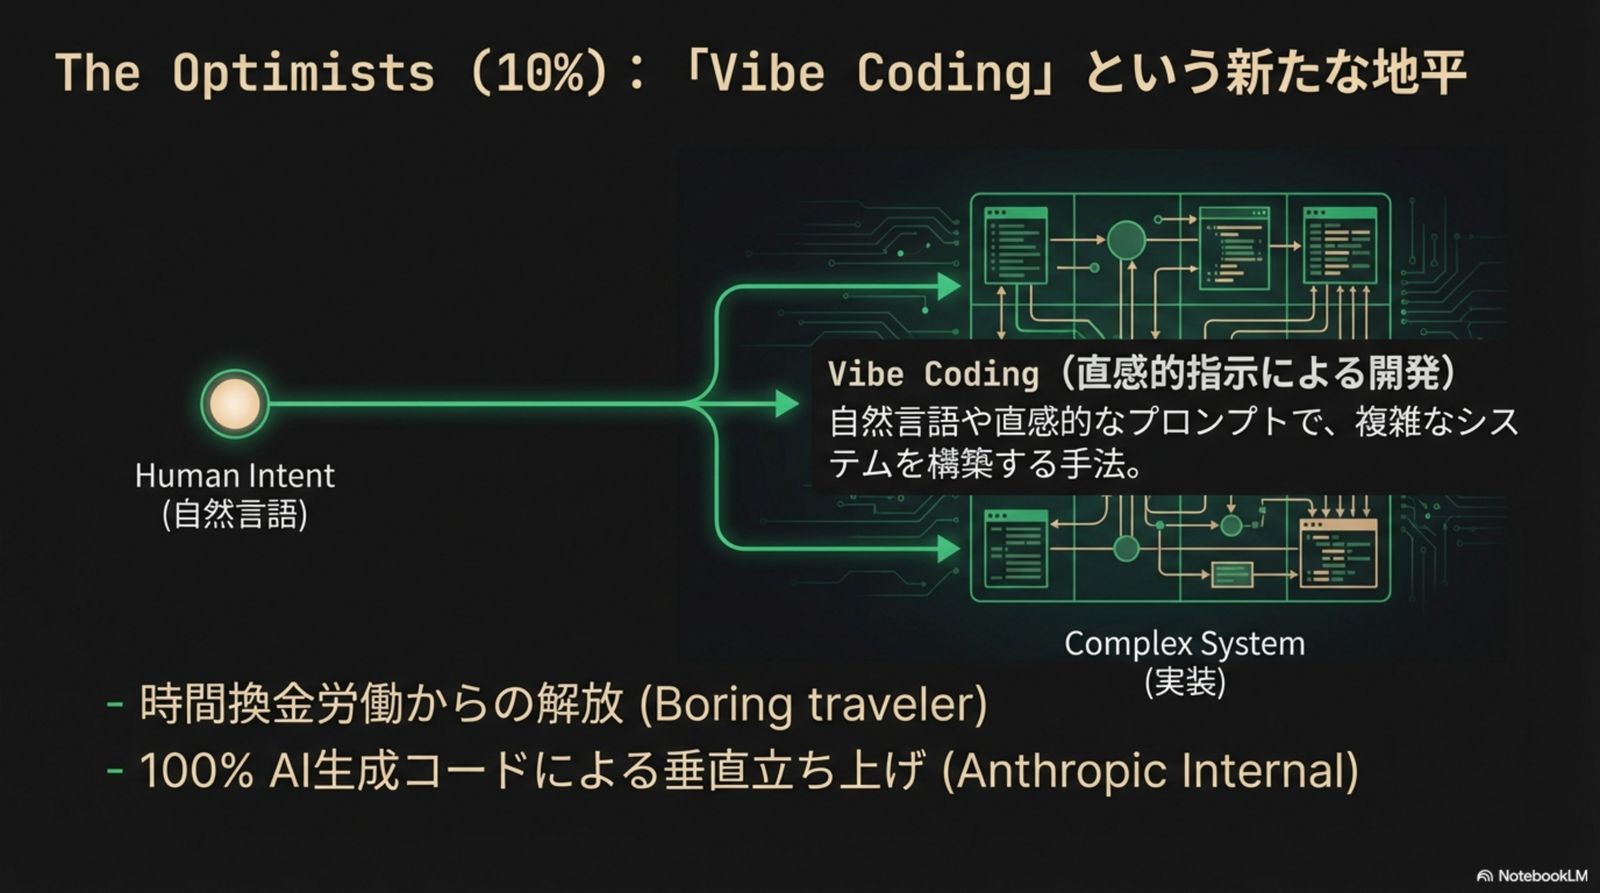 The Optimists (10%):「Vibe Coding」という新たな地平
Human Intent
(自然言語)
Vibe Coding（直感的指示による開発）
自然言語や直感的なプロンプトで、複雑なシス
テムを構築する手法。
Complex System
(実装)
- 時間換金労働からの解放 (Boring traveler)
- 100% AI生成コードによる垂直立ち上げ (Anthropic Internal)
NotebookLM